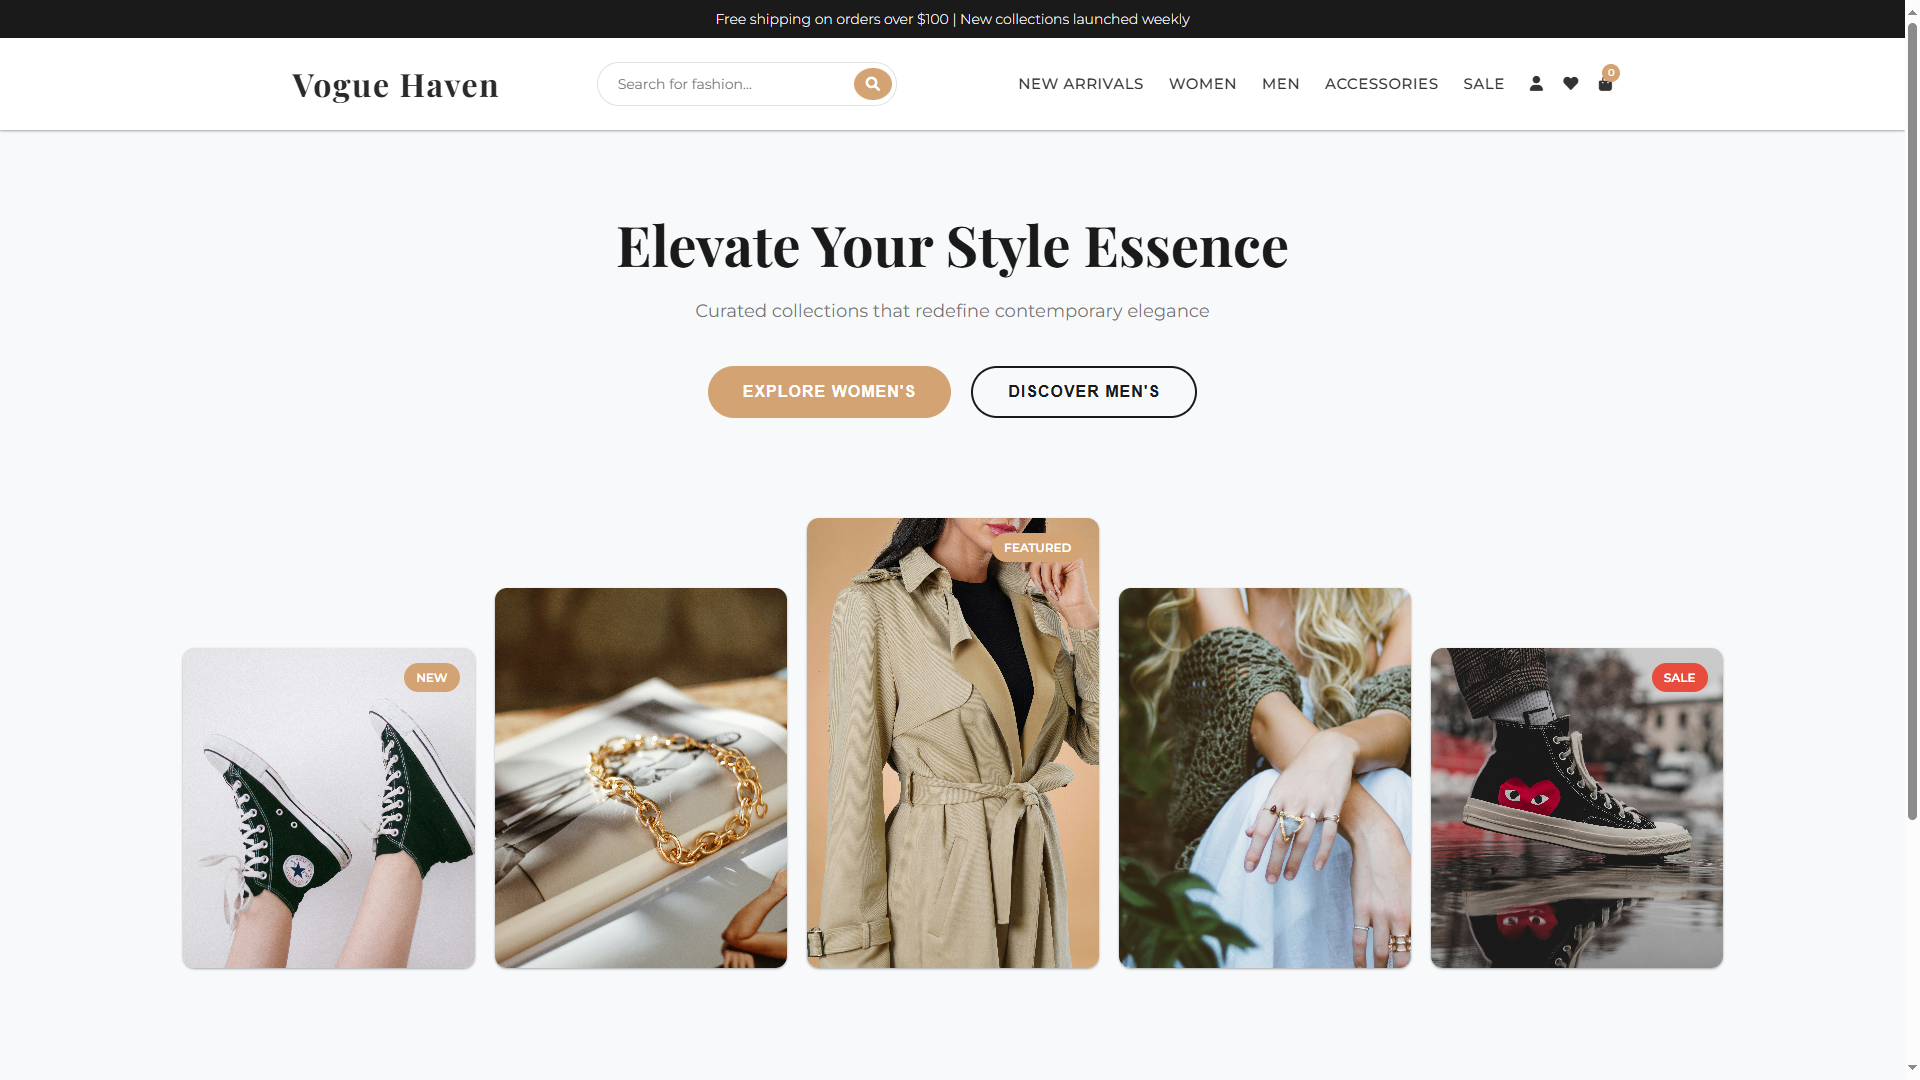 Free shipping on orders over $100 | New collections launched weekly
Vogue Haven
Search for fashion...
NEW ARRIVALS
WOMEN
MEN
ACCESSORIES
SALE
0
Elevate Your Style Essence
Curated collections that redefine contemporary elegance
EXPLORE WOMEN'S
DISCOVER MEN'S
NEW
FEATURED
SALE